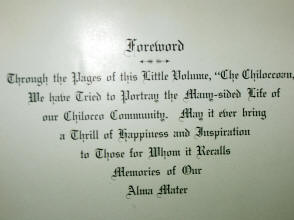 Foreword
Through the Pages of this Little Volume, "The Chiloccoan,
We have Tried to Portray the Many-sided Life of
our Chilocco Community. May it ever bring
a Thrill of Happiness and Inspiration
to Those for Whom it Recalls
Memories of Our
Alma Mater